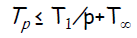 Tp ≤ T1/p+T∞